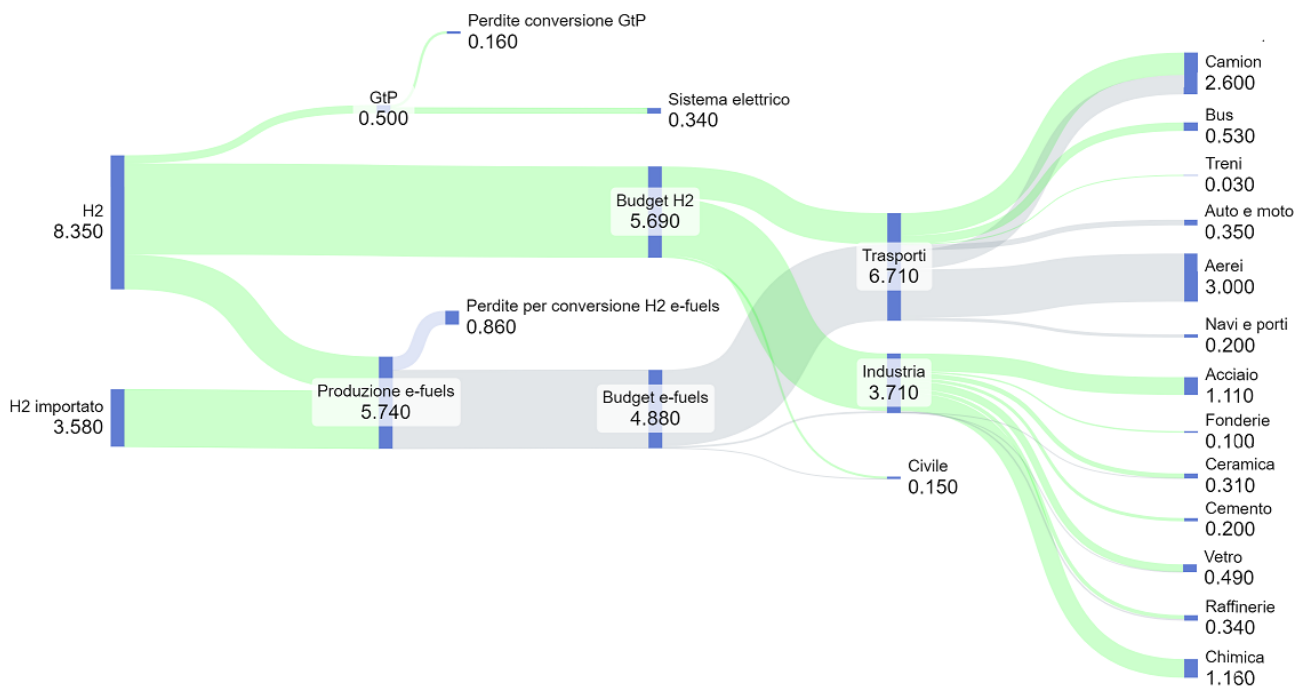 Perdite conversione GtP
0.160
GtP
0.500
Sistema elettrico
0.340
H2
8.350
Budget H2
5.690
Perdite per conversione H2 e-fuels
0.860
Produzione e-fuels
5.740
H2 importato
3.580
Budget e-fuels
4.880
Trasporti
6.710
Industria
3.710
Civile
0.150
Camion
2.600
Bus
0.530
Treni
0.030
Auto e moto
0.350
Aerei
3.000
Navi e porti
0.200
Acciaio
1.110
Fonderie
0.100
Ceramica
0.310
Cemento
0.200
Vetro
0.490
Raffinerie
0.340
Chimica
1.160